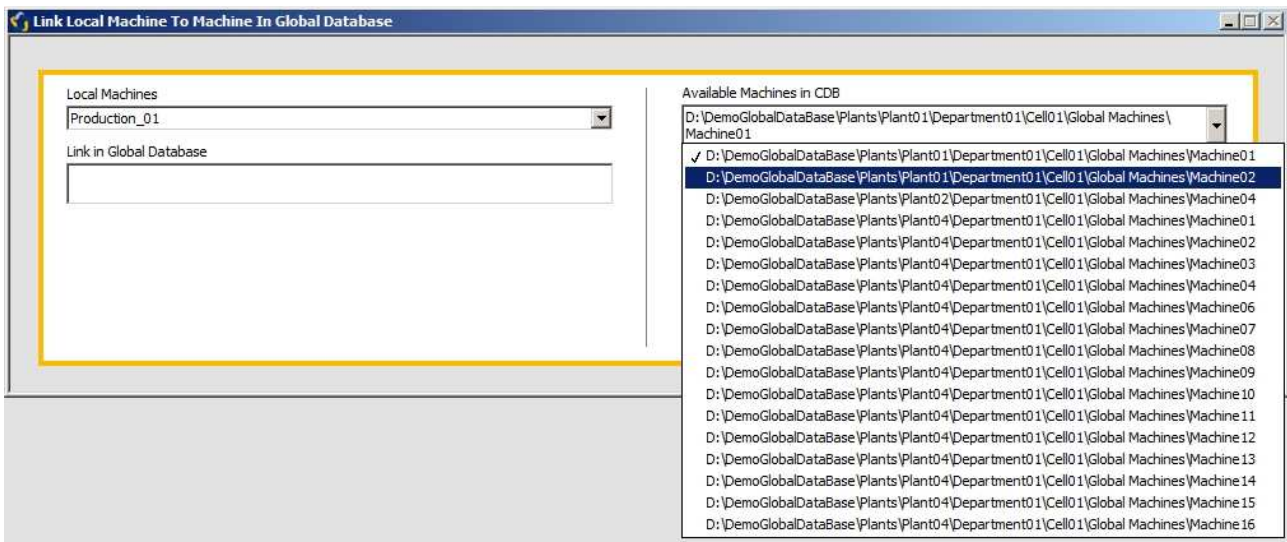 Link Local Machine To Machine In Global Database
Local Machines
Production_01
Link in Global Database
Available Machines in CDB
D:\DemoGlobalDataBase\Plants\Plant01\Department01\Cell01\Global Machines\
Machine01
✓ D:\DemoGlobalDataBase\Plants\Plant01\Department01\Cell01\Global Machines\Machine01
D:\DemoGlobalDataBase\Plants\Plant01\Department01\Cell01\Global Machines\Machine02
D:\DemoGlobalDataBase\Plants\Plant02\Department01\Cell01\Global Machines\Machine04
D:\DemoGlobalDataBase\Plants\Plant04\Department01\Cell01\Global Machines\Machine01
D:\DemoGlobalDataBase\Plants\Plant04\Department01\Cell01\Global Machines\Machine02
D:\DemoGlobalDataBase\Plants\Plant04\Department01\Cell01\Global Machines\Machine03
D:\DemoGlobalDataBase\Plants\Plant04\Department01\Cell01\Global Machines\Machine04
D:\DemoGlobalDataBase\Plants\Plant04\Department01\Cell01\Global Machines\Machine06
D:\DemoGlobalDataBase\Plants\Plant04\Department01\Cell01\Global Machines\Machine07
D:\DemoGlobalDataBase\Plants\Plant04\Department01\Cell01\Global Machines\Machine08
D:\DemoGlobalDataBase\Plants\Plant04\Department01\Cell01\Global Machines\Machine09
D:\DemoGlobalDataBase\Plants\Plant04\Department01\Cell01\Global Machines\Machine10
D:\DemoGlobalDataBase\Plants\Plant04\Department01\Cell01\Global Machines\Machine11
D:\DemoGlobalDataBase\Plants\Plant04\Department01\Cell01\Global Machines\Machine12
D:\DemoGlobalDataBase\Plants\Plant04\Department01\Cell01\Global Machines\Machine13
D:\DemoGlobalDataBase\Plants\Plant04\Department01\Cell01\Global Machines\Machine14
D:\DemoGlobalDataBase\Plants\Plant04\Department01\Cell01\Global Machines\Machine15
D:\DemoGlobalDataBase\Plants\Plant04\Department01\Cell01\Global Machines\Machine16